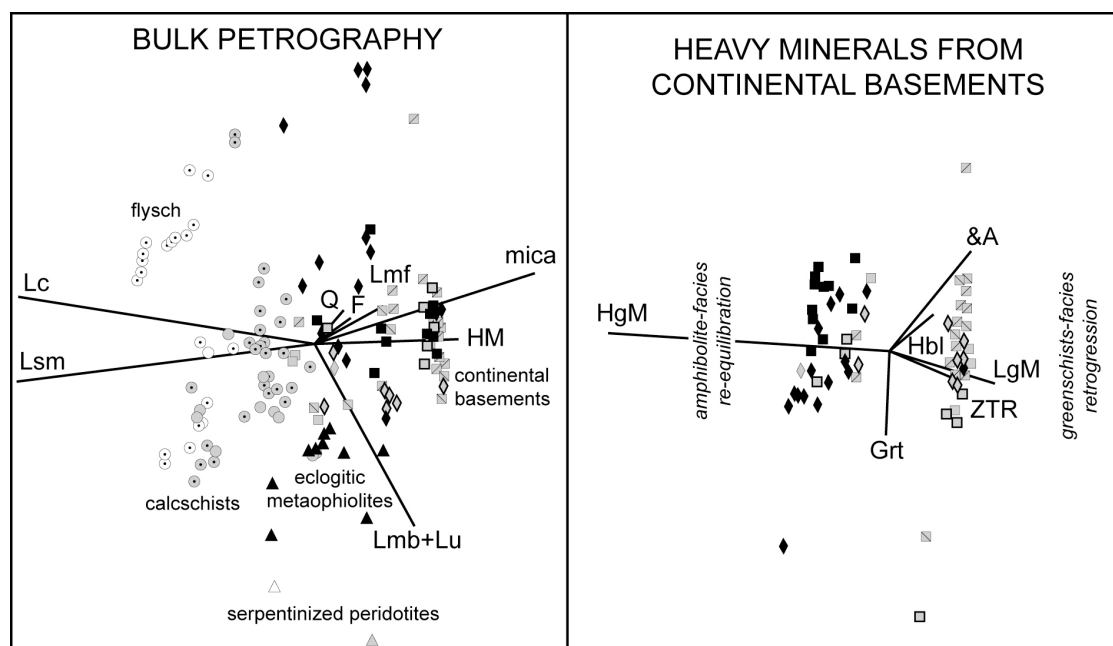 BULK PETROGRAPHY
flysch
Lc
Lsm
Q
F
Lmf
mica
HM
continental
basements
calcschists
eclogitic
metaophiolites
Lmb+Lu
serpentinized peridotites
HEAVY MINERALS FROM
CONTINENTAL BASEMENTS
&A
HgM
amphibolite-facies
re-equilibration
Hbl
LgM
ZTR
Grt
greenschists-facies
retrogression